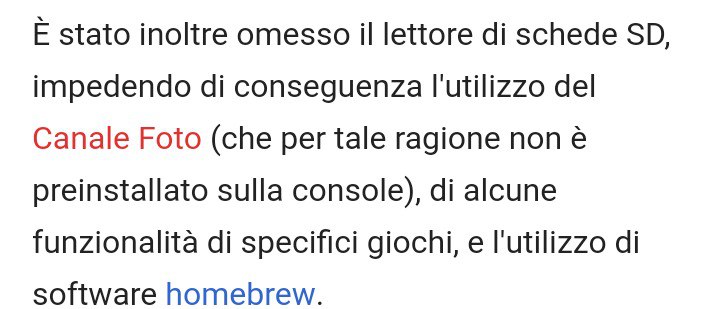 È stato inoltre omesso il lettore di schede SD,
impedendo di conseguenza l'utilizzo del
Canale Foto (che per tale ragione non è
preinstallato sulla console), di alcune
funzionalità di specifici giochi, e l'utilizzo di
software homebrew.